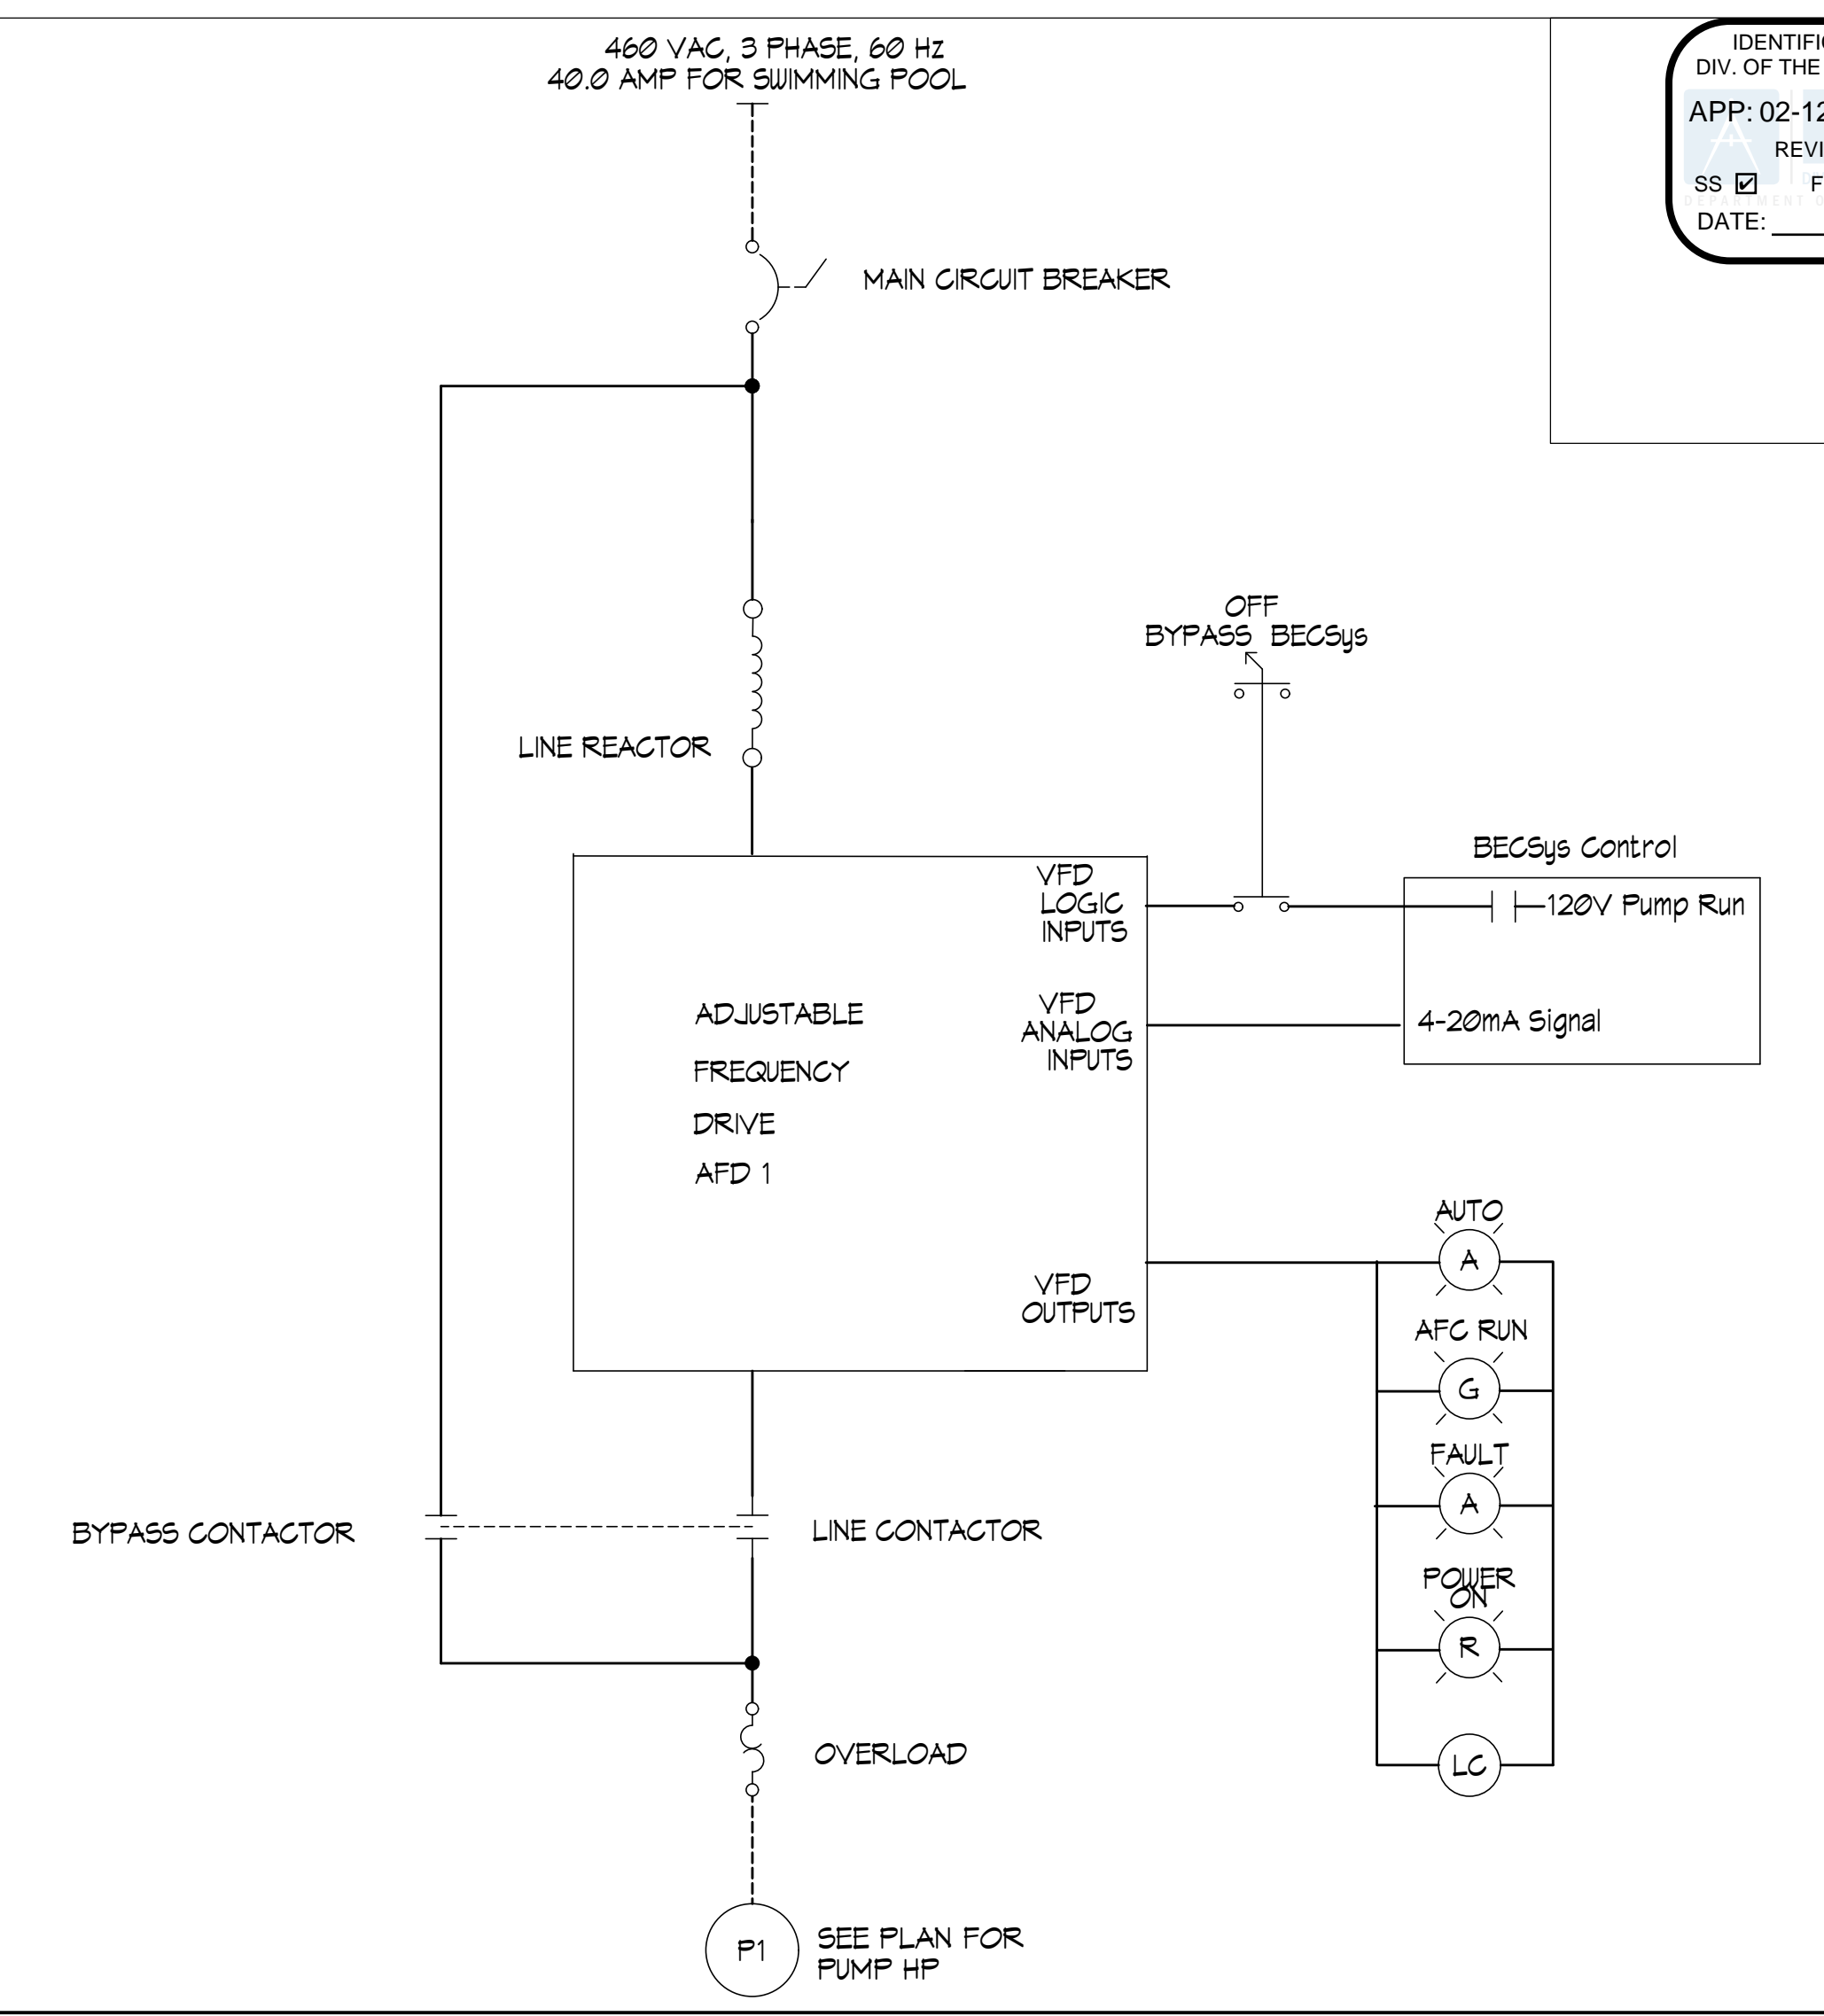 460 VAC, 3 PHASE, 60 Hz
40.0 AMP FOR SWIMMING POOL
IDENTIFI
DIV. OF THE
APP: 02-12
REVI
SS F
DEPARTMENT O
DATE:
MAIN CIRCUIT BREAKER
OFF
BYPASS BECSys
LINE REACTOR
BECSys Control
VFD
LOGIC
INPUTS
120V Pump Run
VFD
ANALOG
INPUTS
4-20mA Signal
ADJUSTABLE
FREQUENCY
DRIVE
AFD 1
AUTO
A
VFD
OUTPUTS
AFC RUN
G
FAULT
A
BYPASS CONTACTOR
LINE CONTACTOR
POWER
ON
R
OVERLOAD
LC
P1
SEE PLAN FOR
PUMP HP